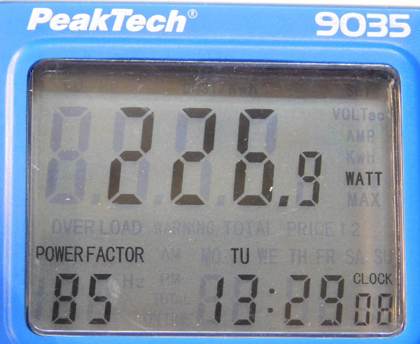 PeakTech® 9035
226.9
WATT
POWER FACTOR TU
CLOCK
85 13:29 08